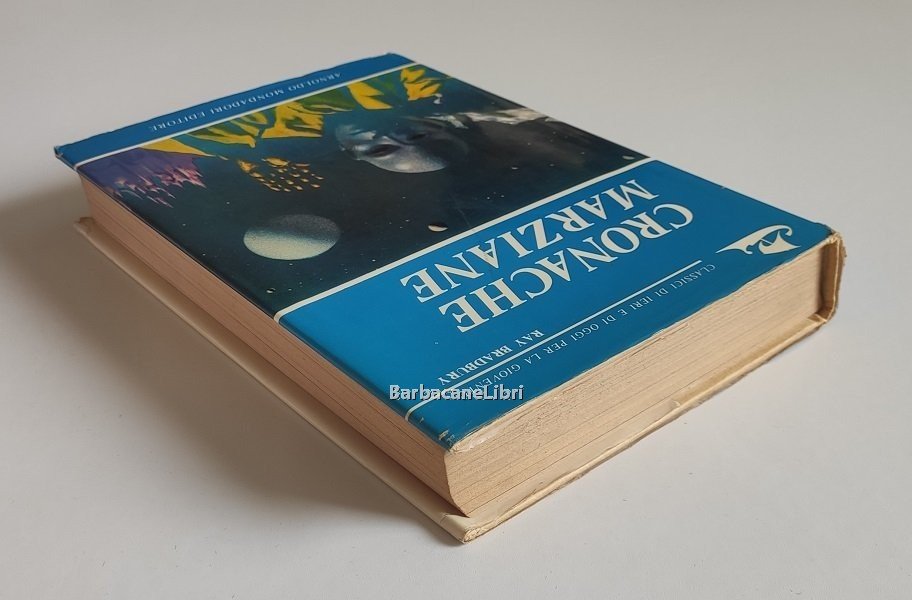 CLASSICI DI IERI E DI OGGI PER LA GIOVENTÙ
RAY BRADBURY
CRONACHE
MARZIANE
ARNOLDO MONDADORI EDITORE
BarbacaneLibri